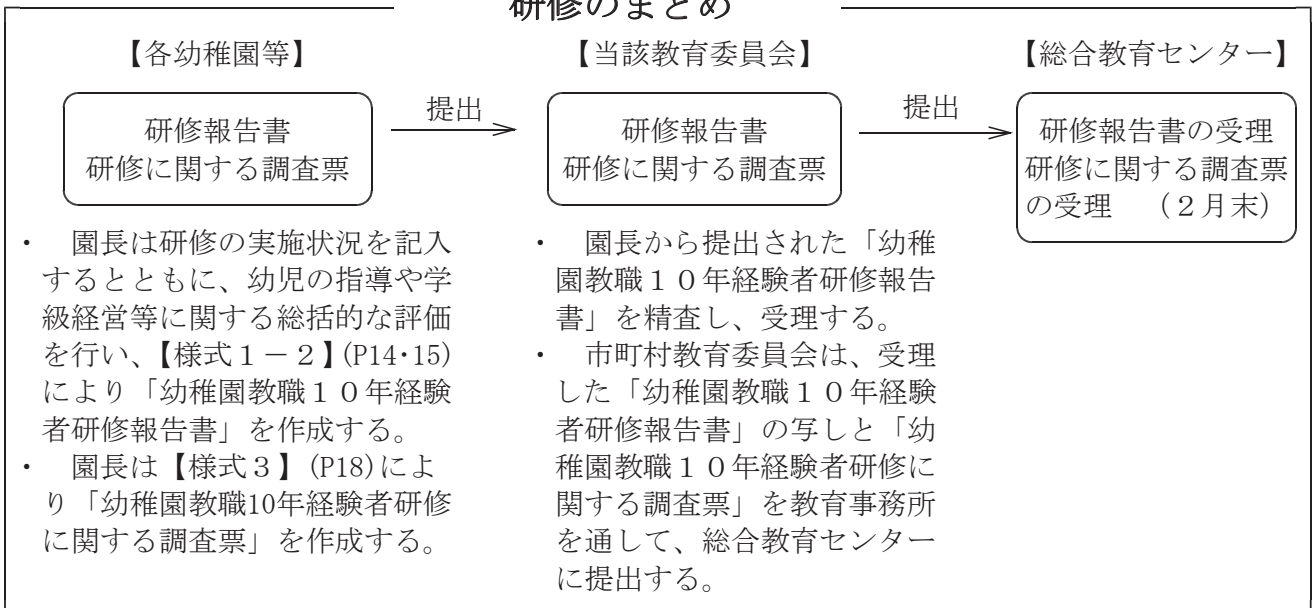 研修のまとめ
【各幼稚園等】
研修報告書
研修に関する調査票
提出
・　園長は研修の実施状況を記入
するとともに、幼児の指導や学
級経営等に関する総括的な評価
を行い、【様式１－２】(P14･15)
により「幼稚園教職１０年経験
者研修報告書」を作成する。
・　園長は【様式３】(P18)によ
り「幼稚園教職10年経験者研修
に関する調査票」を作成する。
【当該教育委員会】
研修報告書
研修に関する調査票
提出
・　園長から提出された「幼稚
園教職１０年経験者研修報告
書」を精査し、受理する。
・　市町村教育委員会は、受理
した「幼稚園教職１０年経験
者研修報告書」の写しと「幼
稚園教職１０年経験者研修に
関する調査票」を教育事務所
を通して、総合教育センター
に提出する。
【総合教育センター】
研修報告書の受理
研修に関する調査票
の受理　（２月末）